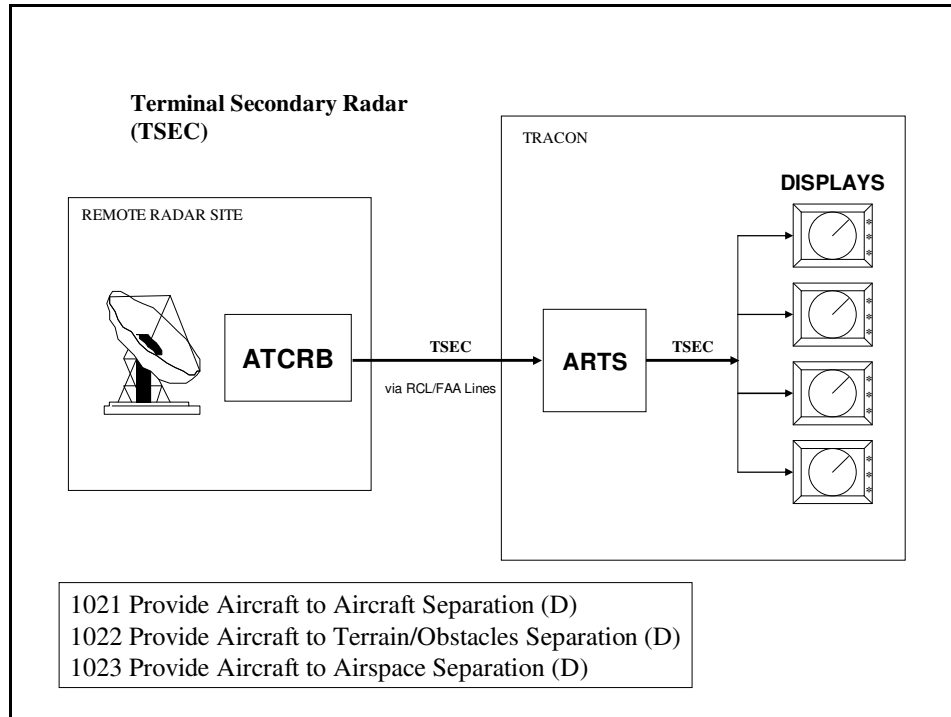 Terminal Secondary Radar
(TSEC)
TRACON
DISPLAYS
REMOTE RADAR SITE
ATCRB
TSEC
via RCL/FAA Lines
ARTS
TSEC
1021 Provide Aircraft to Aircraft Separation (D)
1022 Provide Aircraft to Terrain/Obstacles Separation (D)
1023 Provide Aircraft to Airspace Separation (D)